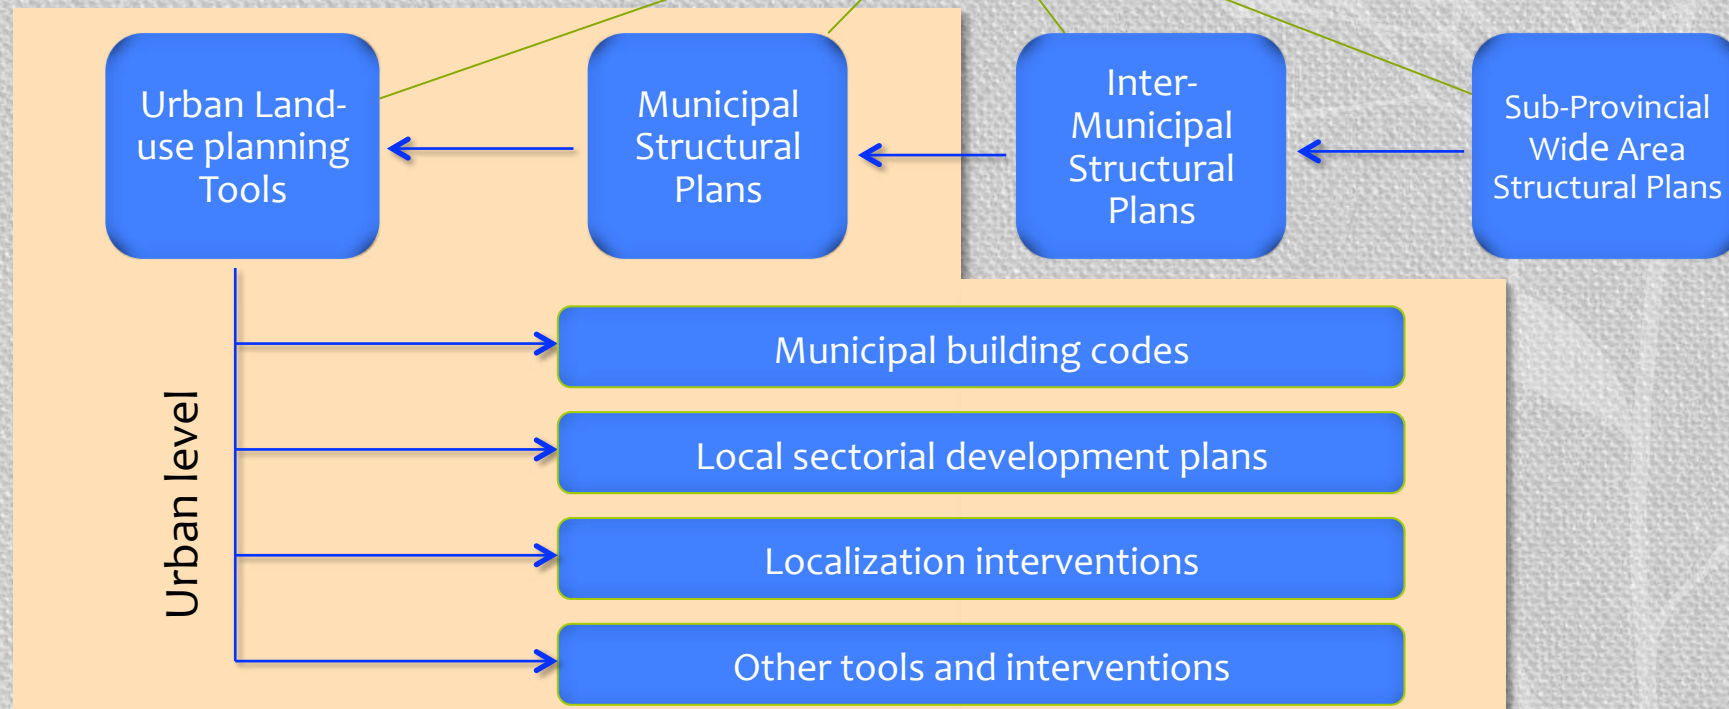 Urban Land-
use planning
Tools
Municipal
Structural
Plans
Inter-
Municipal
Structural
Plans
Sub-Provincial
Wide Area
Structural Plans
Urban level
Municipal building codes
Local sectorial development plans
Localization interventions
Other tools and interventions